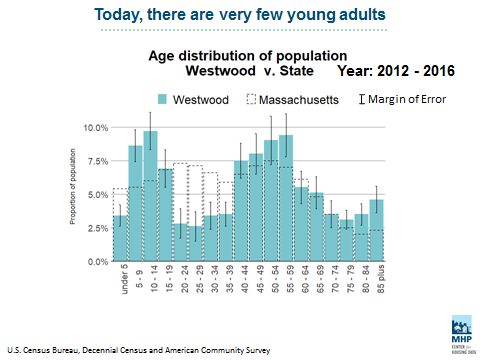 Today, there are very few young adults
Age distribution of population
Westwood v. State Year: 2012 - 2016
Westwood Massachusetts Margin of Error
Proportion of population
10.0%
7.5%
5.0%
2.5%
0.0%
under 5
5 - 9
10 - 14
15 - 19
20 - 24
25 - 29
30 - 34
35 - 39
40 - 44
45 - 49
50 - 54
55 - 59
60 - 64
65 - 69
70 - 74
75 - 79
80 - 84
85 plus
MHP
CENTER for
HOUSING DATA
U.S. Census Bureau, Decennial Census and American Community Survey